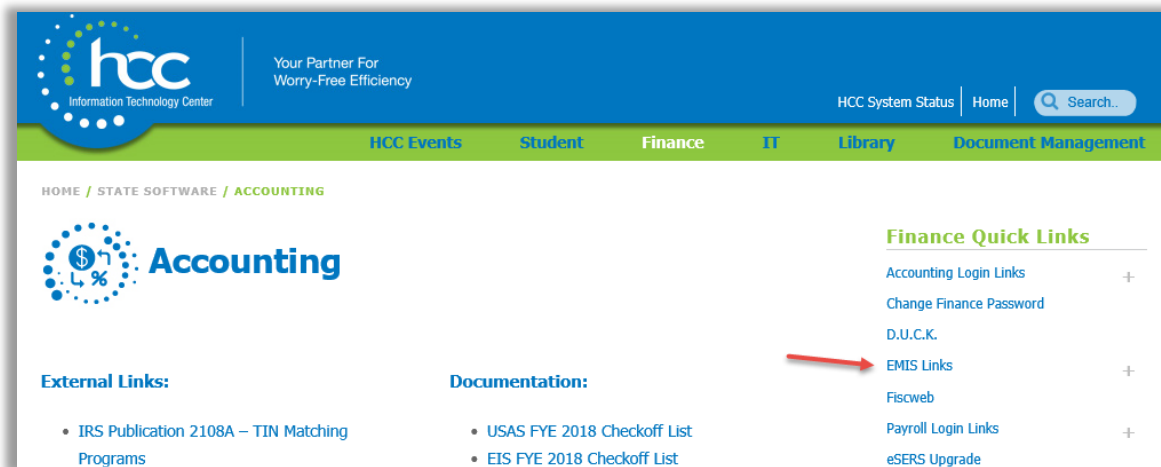 hcc
Information Technology Center
Your Partner For
Worry-Free Efficiency
HCC System Status
Home
Search..
HCC Events
Student
Finance
IT
Library
Document Management
HOME / STATE SOFTWARE / ACCOUNTING
$
%
Accounting
External Links:
• IRS Publication 2108A – TIN Matching
Programs
Documentation:
• USAS FYE 2018 Checkoff List
• EIS FYE 2018 Checkoff List
Finance Quick Links
Accounting Login Links +
Change Finance Password
D.U.C.K.
EMIS Links +
Fiscweb
Payroll Login Links +
eSERS Upgrade